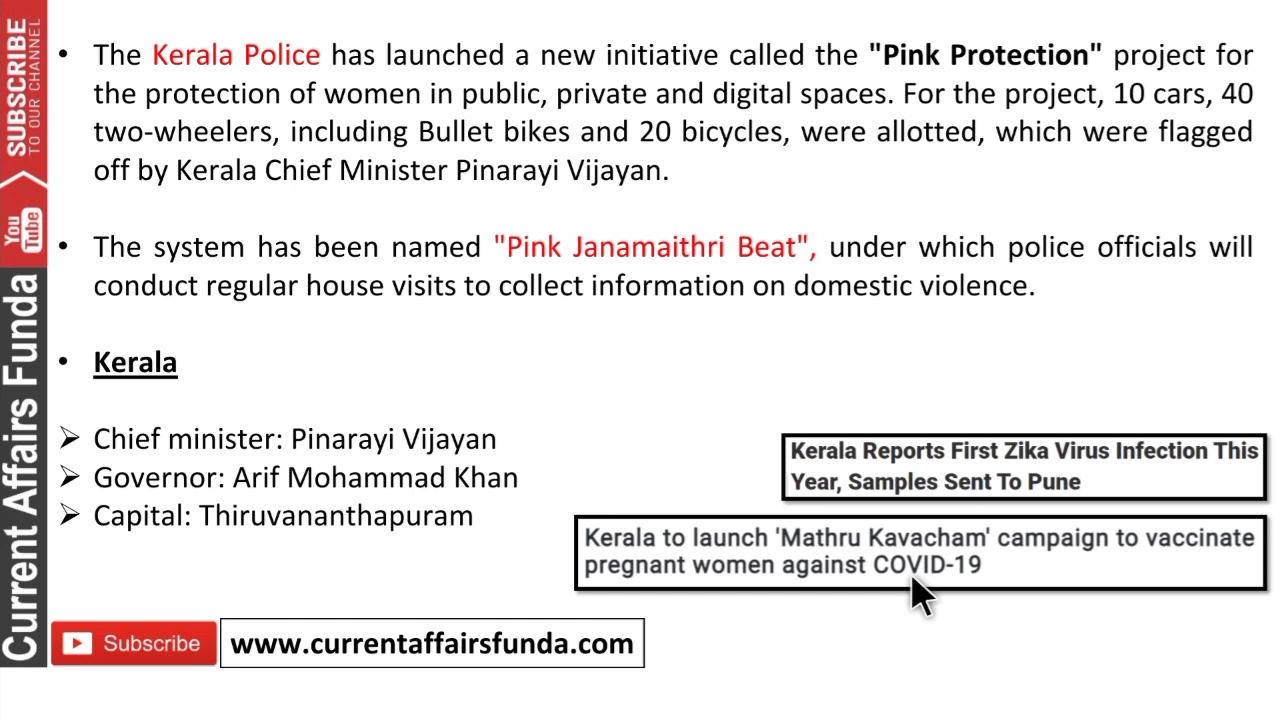 SUBSCRIBE
TO OUR CHANNEL
You Tube
Current Affairs Funda
• The Kerala Police has launched a new initiative called the "Pink Protection" project for
the protection of women in public, private and digital spaces. For the project, 10 cars, 40
two-wheelers, including Bullet bikes and 20 bicycles, were allotted, which were flagged
off by Kerala Chief Minister Pinarayi Vijayan.
• The system has been named "Pink Janamaithri Beat", under which police officials will
conduct regular house visits to collect information on domestic violence.
• Kerala
➢ Chief minister: Pinarayi Vijayan
➢ Governor: Arif Mohammad Khan
➢ Capital: Thiruvananthapuram
Kerala Reports First Zika Virus Infection This
Year, Samples Sent To Pune
Kerala to launch 'Mathru Kavacham' campaign to vaccinate
pregnant women against COVID-19
Subscribe
www.currentaffairsfunda.com